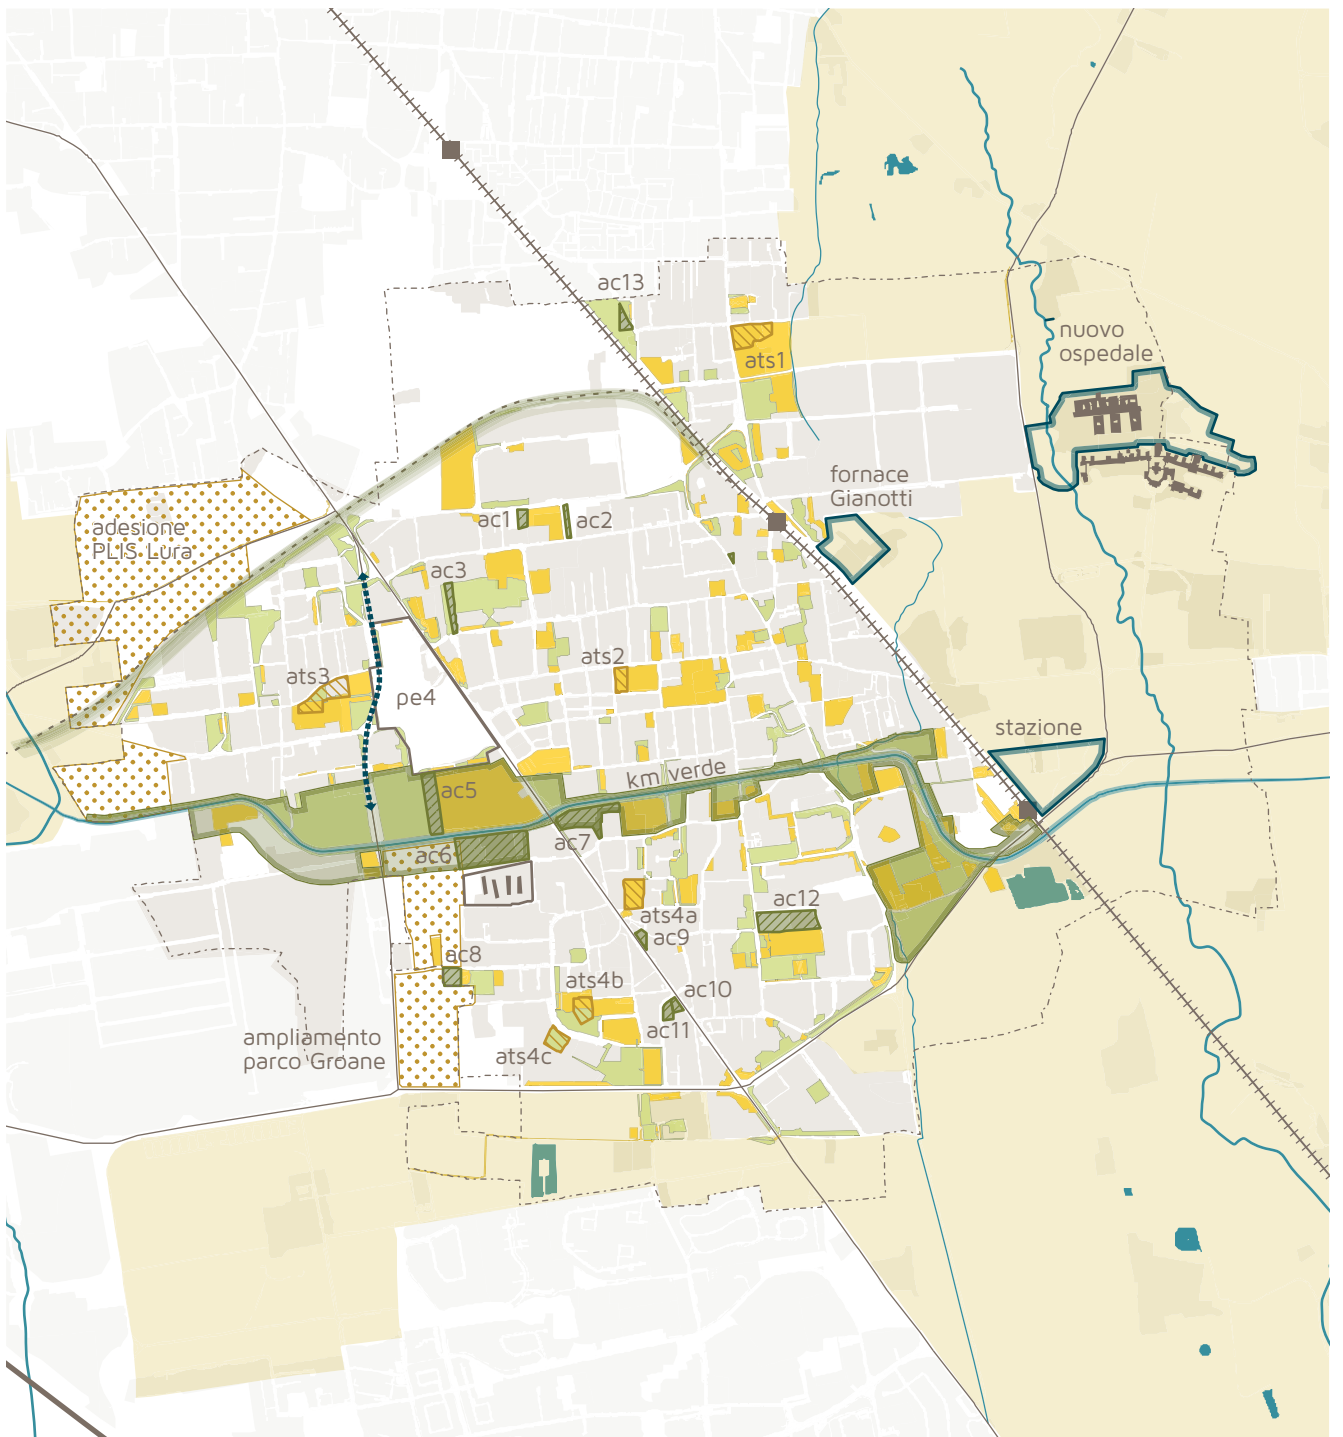 ac13
nuovo
ospedale
ats1
fornace
Gianotti
adesione
PLIS Lura
ac1
ac2
ac3
ats2
ats3
pe4
stazione
km verde
ac5
ac6
ac7
ac12
ats4a
ac9
ac8
ats4b
ac10
ac11
ampliamento
parco Groane
ats4c